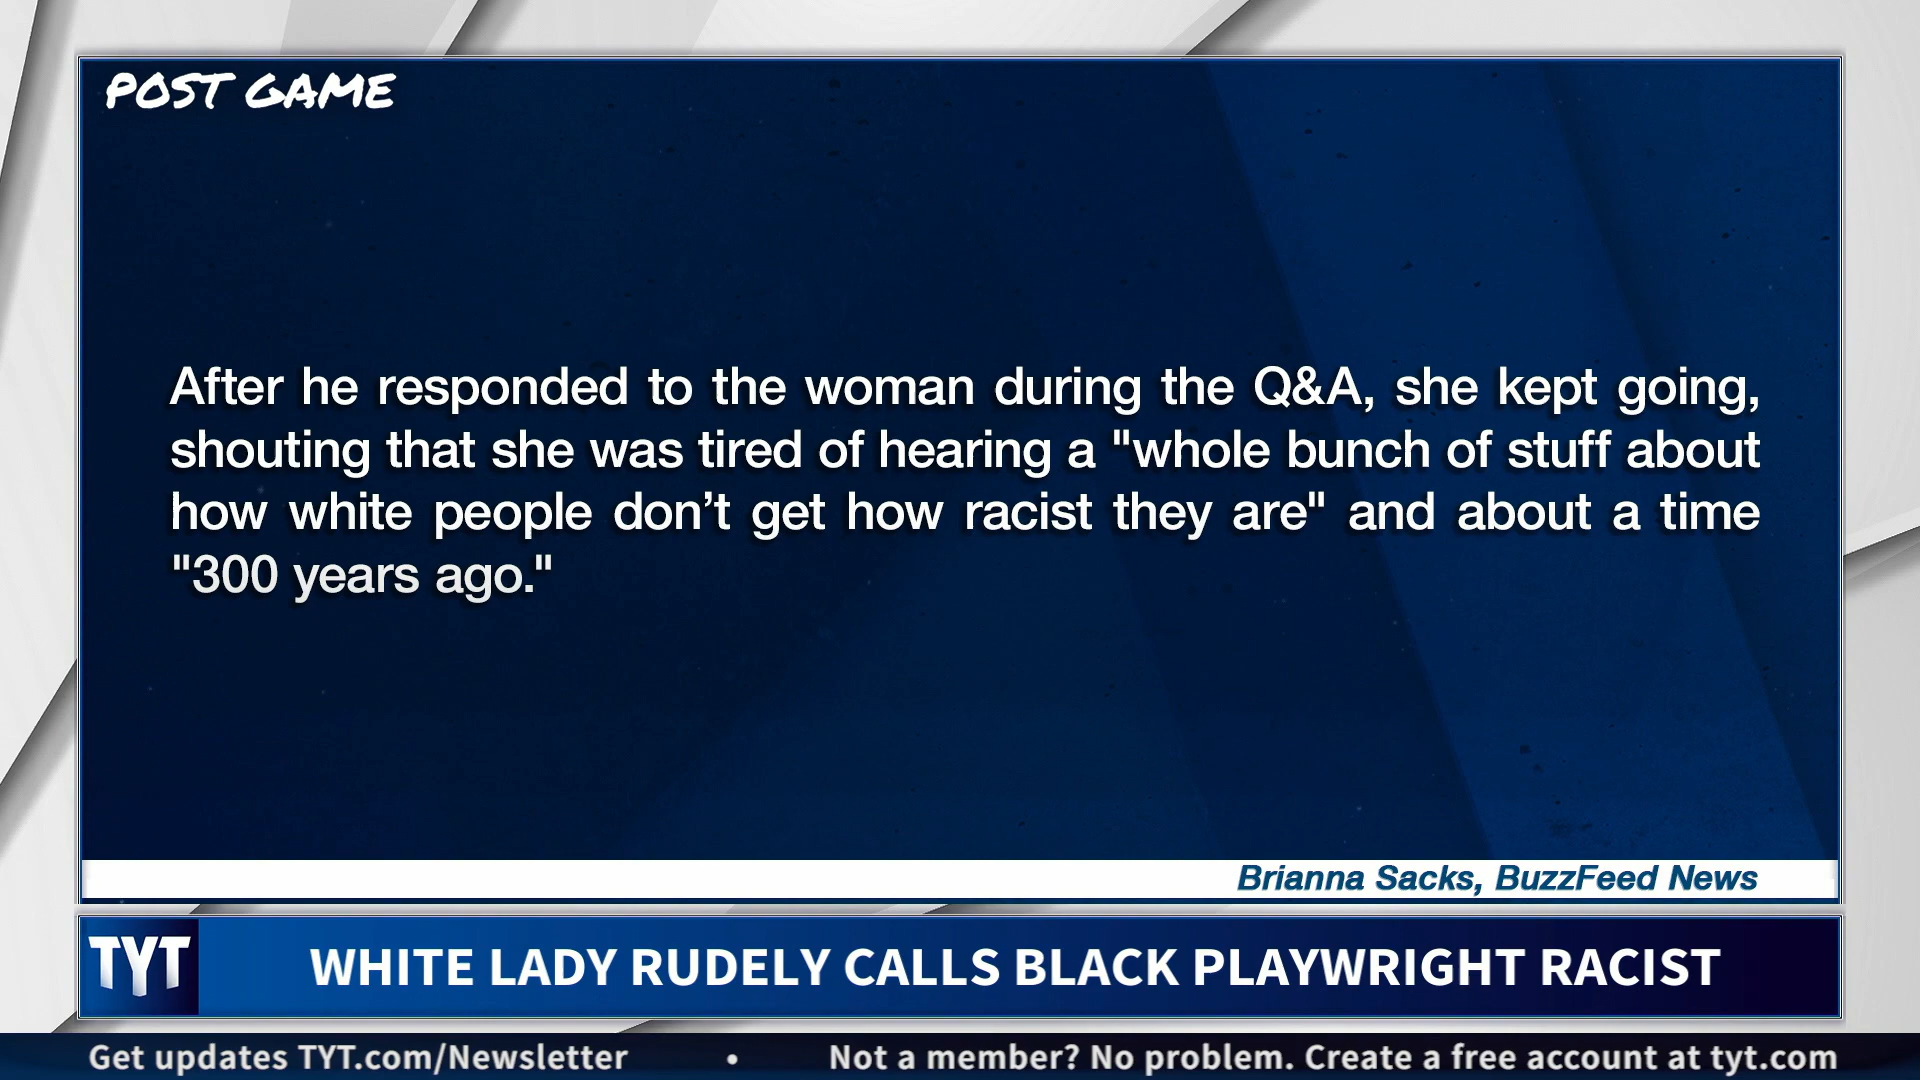 POST GAME
After he responded to the woman during the Q&A, she kept going,
shouting that she was tired of hearing a "whole bunch of stuff about
how white people don’t get how racist they are" and about a time
"300 years ago."
Brianna Sacks, BuzzFeed News
TYT WHITE LADY RUDELY CALLS BLACK PLAYWRIGHT RACIST
Get updates TYT.com/Newsletter • Not a member? No problem. Create a free account at tyt.com